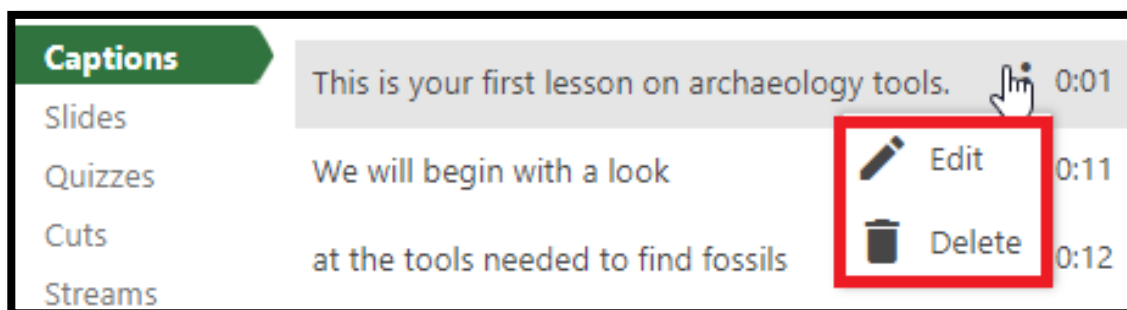 Captions
Slides
Quizzes
Cuts
Streams
This is your first lesson on archaeology tools. 0:01
We will begin with a look 0:11
at the tools needed to find fossils 0:12
Edit
Delete